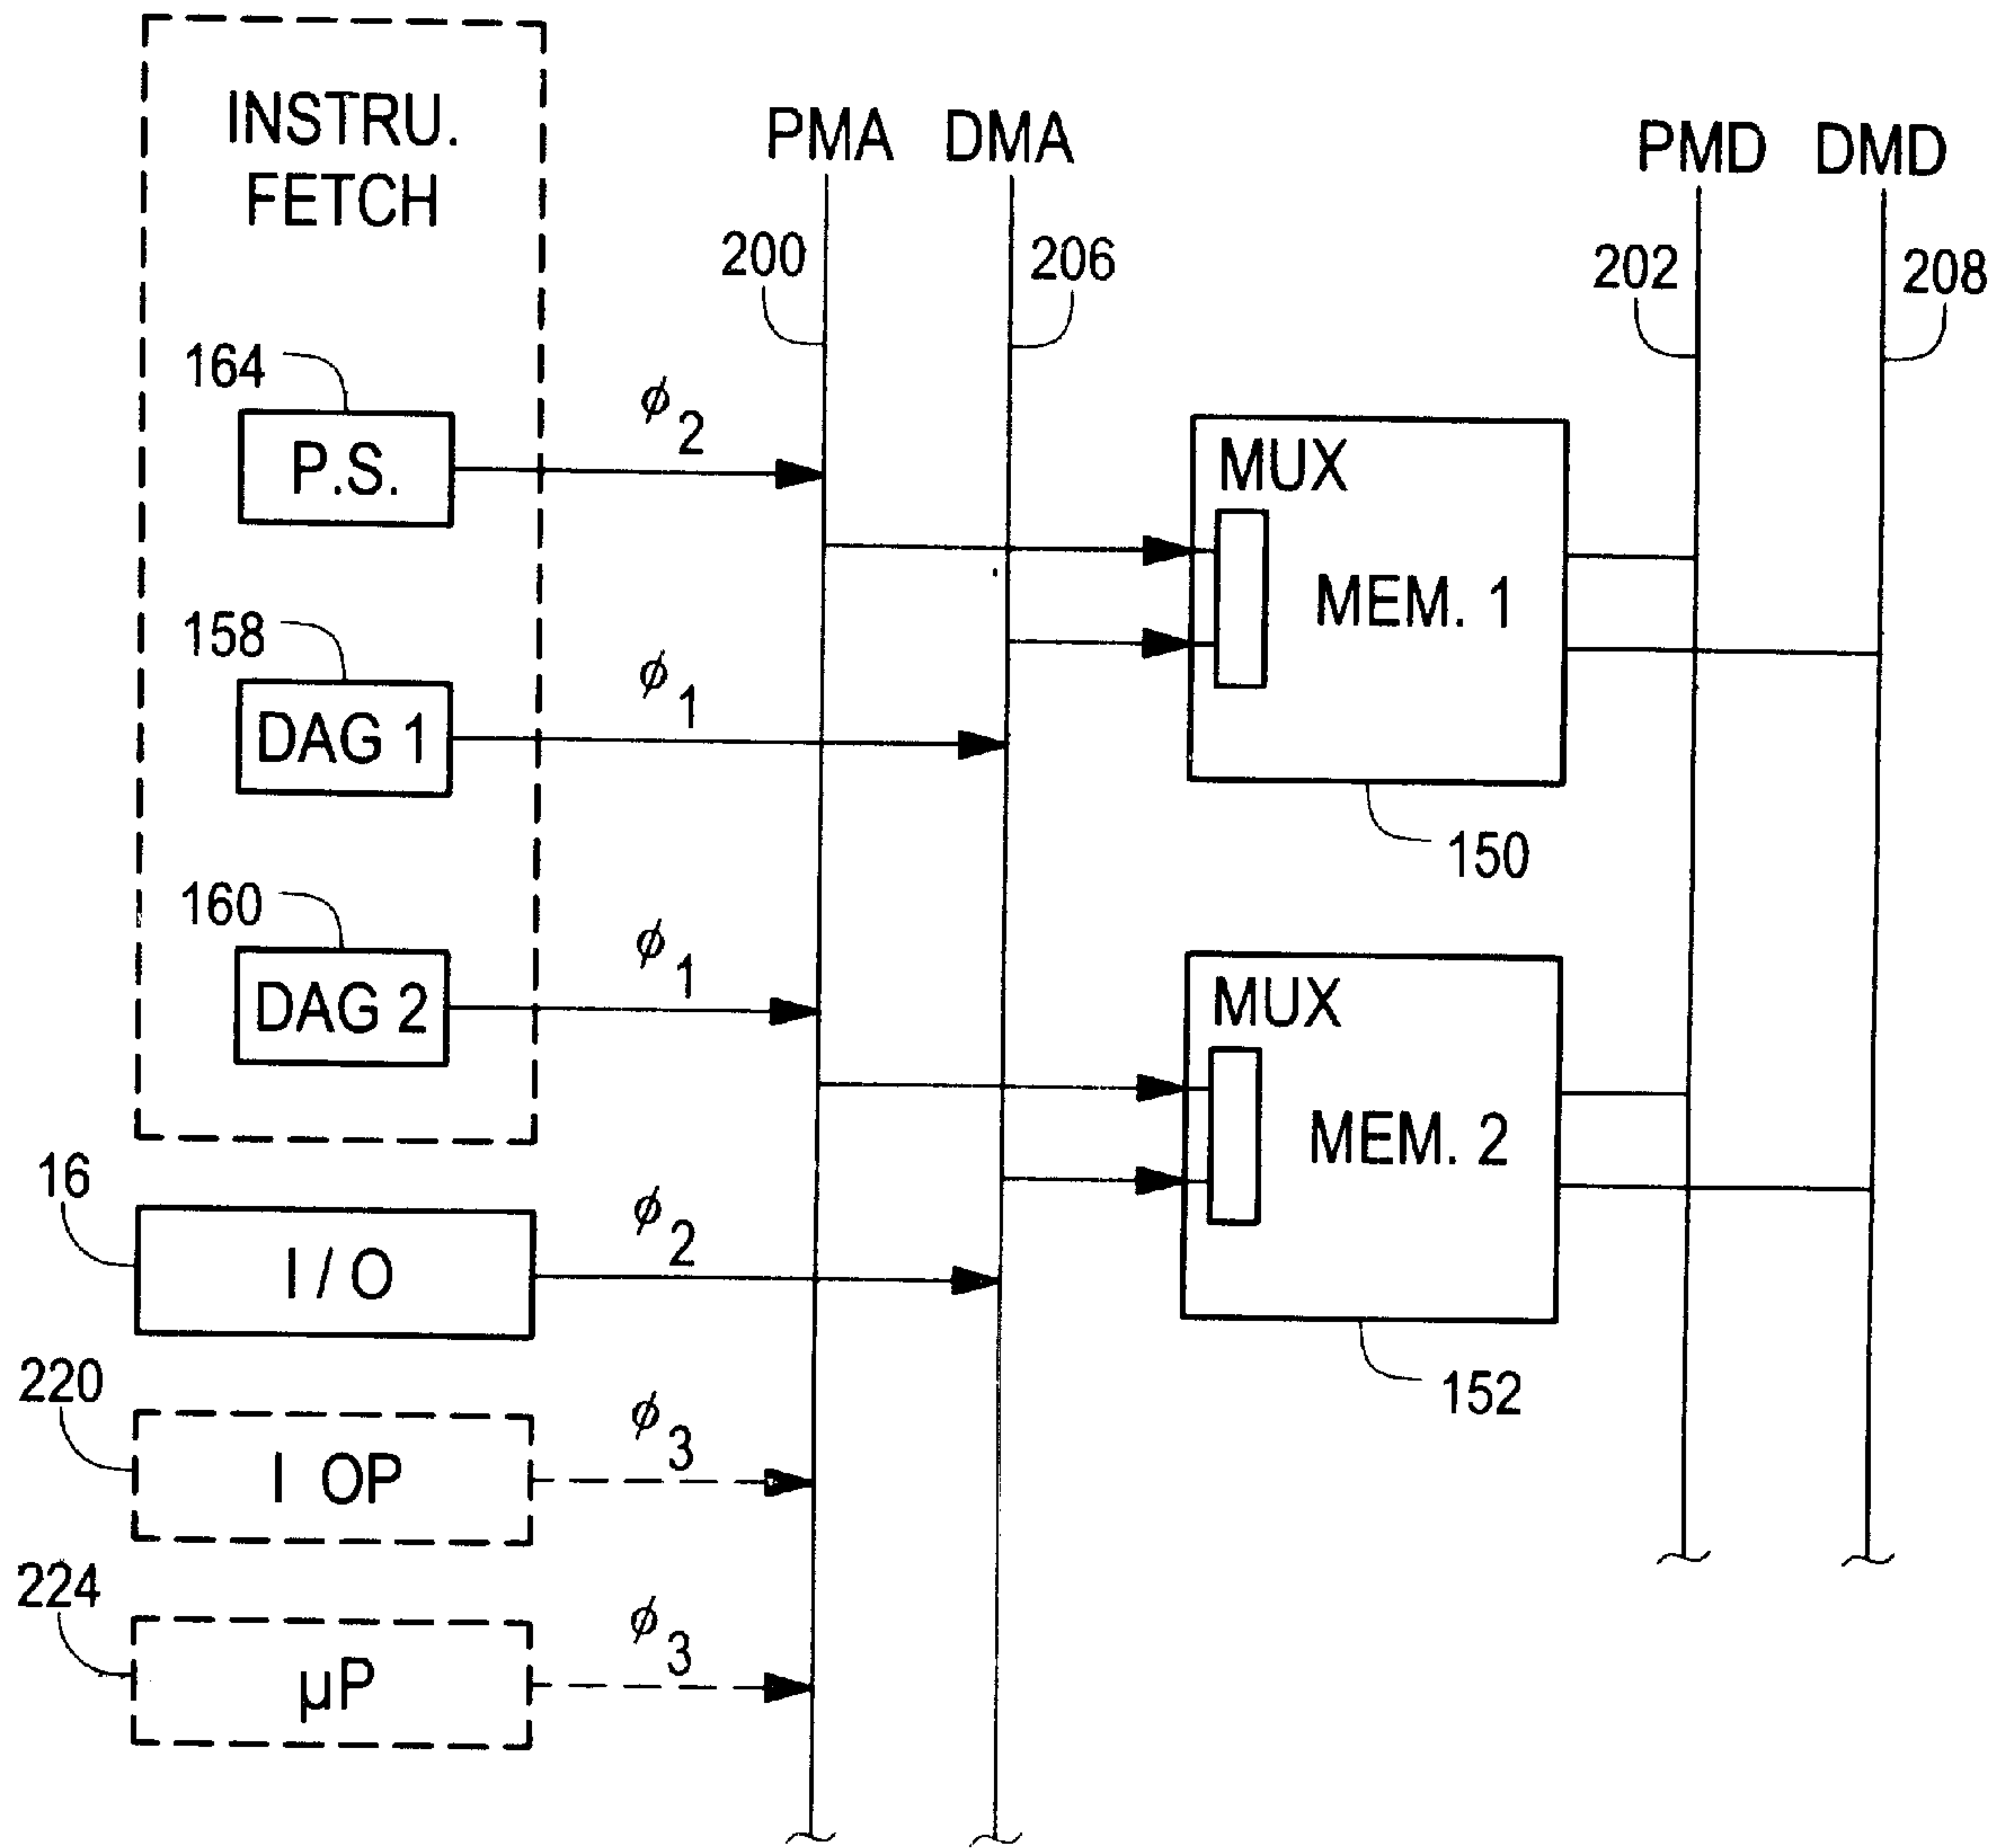 INSTRU.
FETCH
PMA
DMA
PMD
DMD
200
206
202
208
164
P.S.
ϕ2
MUX
MEM. 1
158
DAG 1
ϕ1
150
160
DAG 2
ϕ1
MUX
MEM. 2
16
I / O
ϕ2
152
220
I OP
ϕ3
224
µP
ϕ3